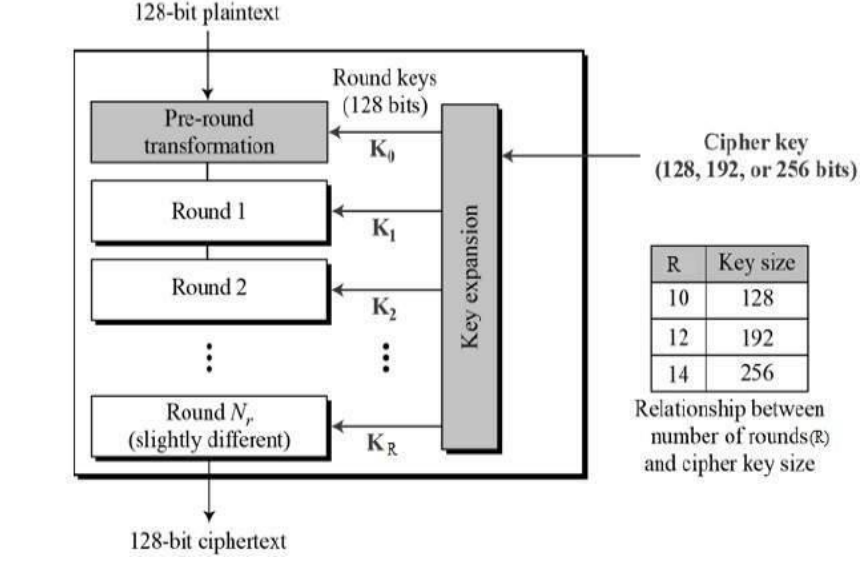 128-bit plaintext
Round keys
(128 bits)
Pre-round
transformation
K₀
Cipher key
(128, 192, or 256 bits)
Round 1
K₁
Key expansion
Round 2
K₂
R Key size
10 128
12 192
14 256
Relationship between
number of rounds(R)
and cipher key size
Round Nᵣ
(slightly different)
K_R
128-bit ciphertext